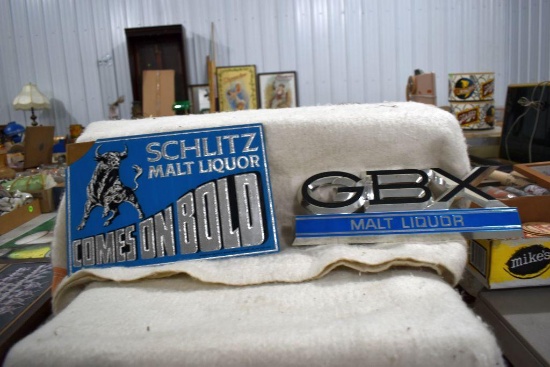 SCHLITZ
MALT LIQUOR
COMES ON BOLD
GBX
MALT LIQUOR
mike's